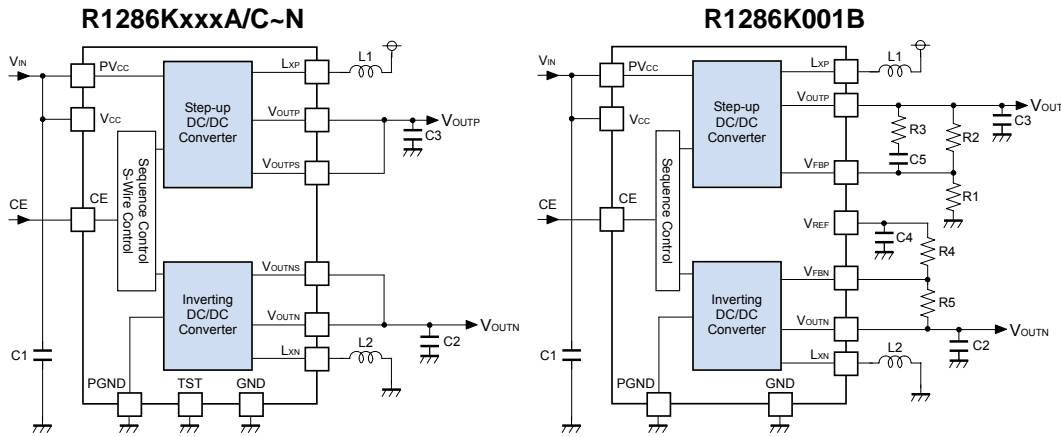 R1286KxxxA/C~N
VIN
PVCC
VCC
CE
CE
C1
Sequence Control
S-Wire Control
Step-up
DC/DC
Converter
LXP
L1
VOUTP
VOUTP
C3
VOUTPS
Inverting
DC/DC
Converter
VOUTNS
VOUTN
VOUTN
C2
LXN
L2
PGND
TST
GND
R1286K001B
VIN
PVCC
VCC
CE
CE
C1
Sequence Control
Step-up
DC/DC
Converter
LXP
L1
VOUTP
VOUT
C3
R3
R2
C5
VFBP
R1
VREF
C4
R4
Inverting
DC/DC
Converter
VFBN
R5
VOUTN
VOUTN
C2
LXN
L2
PGND
GND